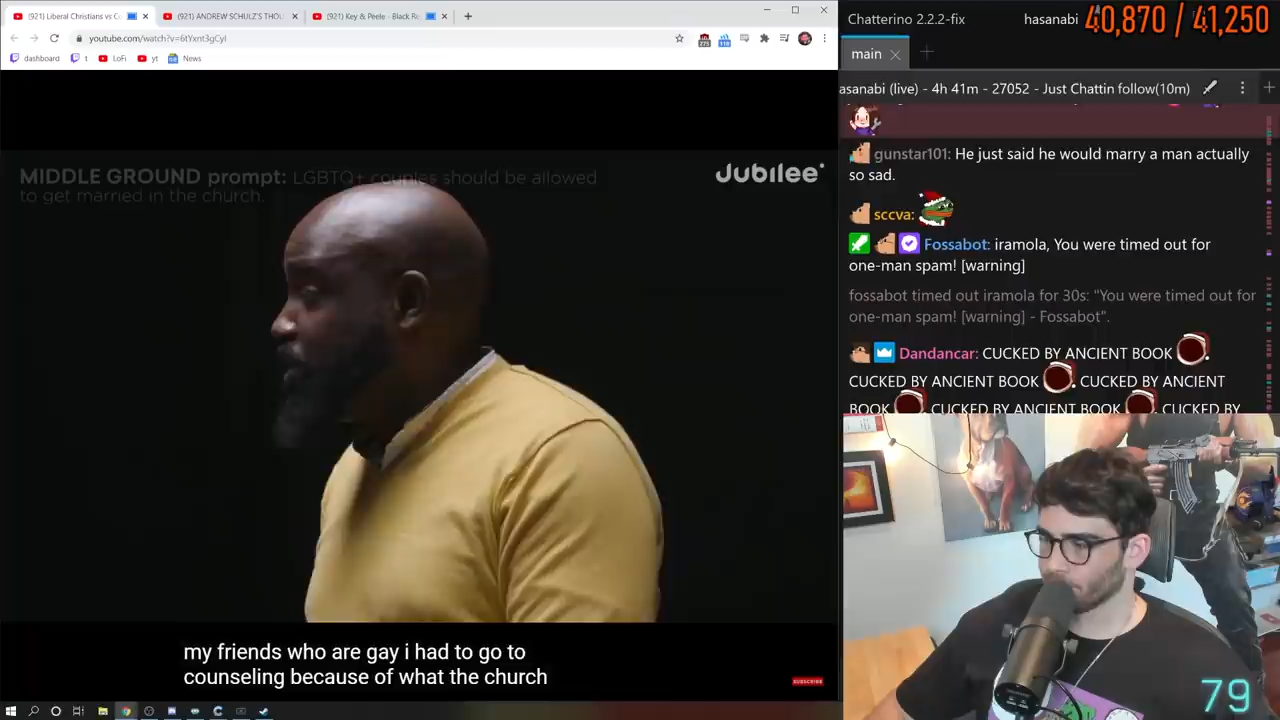 (921) Liberal Christians vs Co
(921) ANDREW SCHULZ'S THOU
(921) Key & Peele - Black Re
youtube.com/watch?v=6tYxnt3gCyI
dashboard
t
LoFi
yt
News
MIDDLE GROUND prompt: LGBTQ+ couples should be allowed
to get married in the church.
Jubilee
my friends who are gay i had to go to
counseling because of what the church
SUBSCRIBE
Chatterino 2.2.2-fix
hasanabi
40,870 / 41,250
main
asanabi (live) - 4h 41m - 27052 - Just Chattin follow(10m)
gunstar101: He just said he would marry a man actually
so sad.
sccva:
Fossabot: iramola, You were timed out for
one-man spam! [warning]
fossabot timed out iramola for 30s: "You were timed out for
one-man spam! [warning] - Fossabot".
Dandancar: CUCKED BY ANCIENT BOOK
CUCKED BY ANCIENT BOOK CUCKED BY ANCIENT
BOOK CUCKED BY ANCIENT BOOK CUCKED BY
79